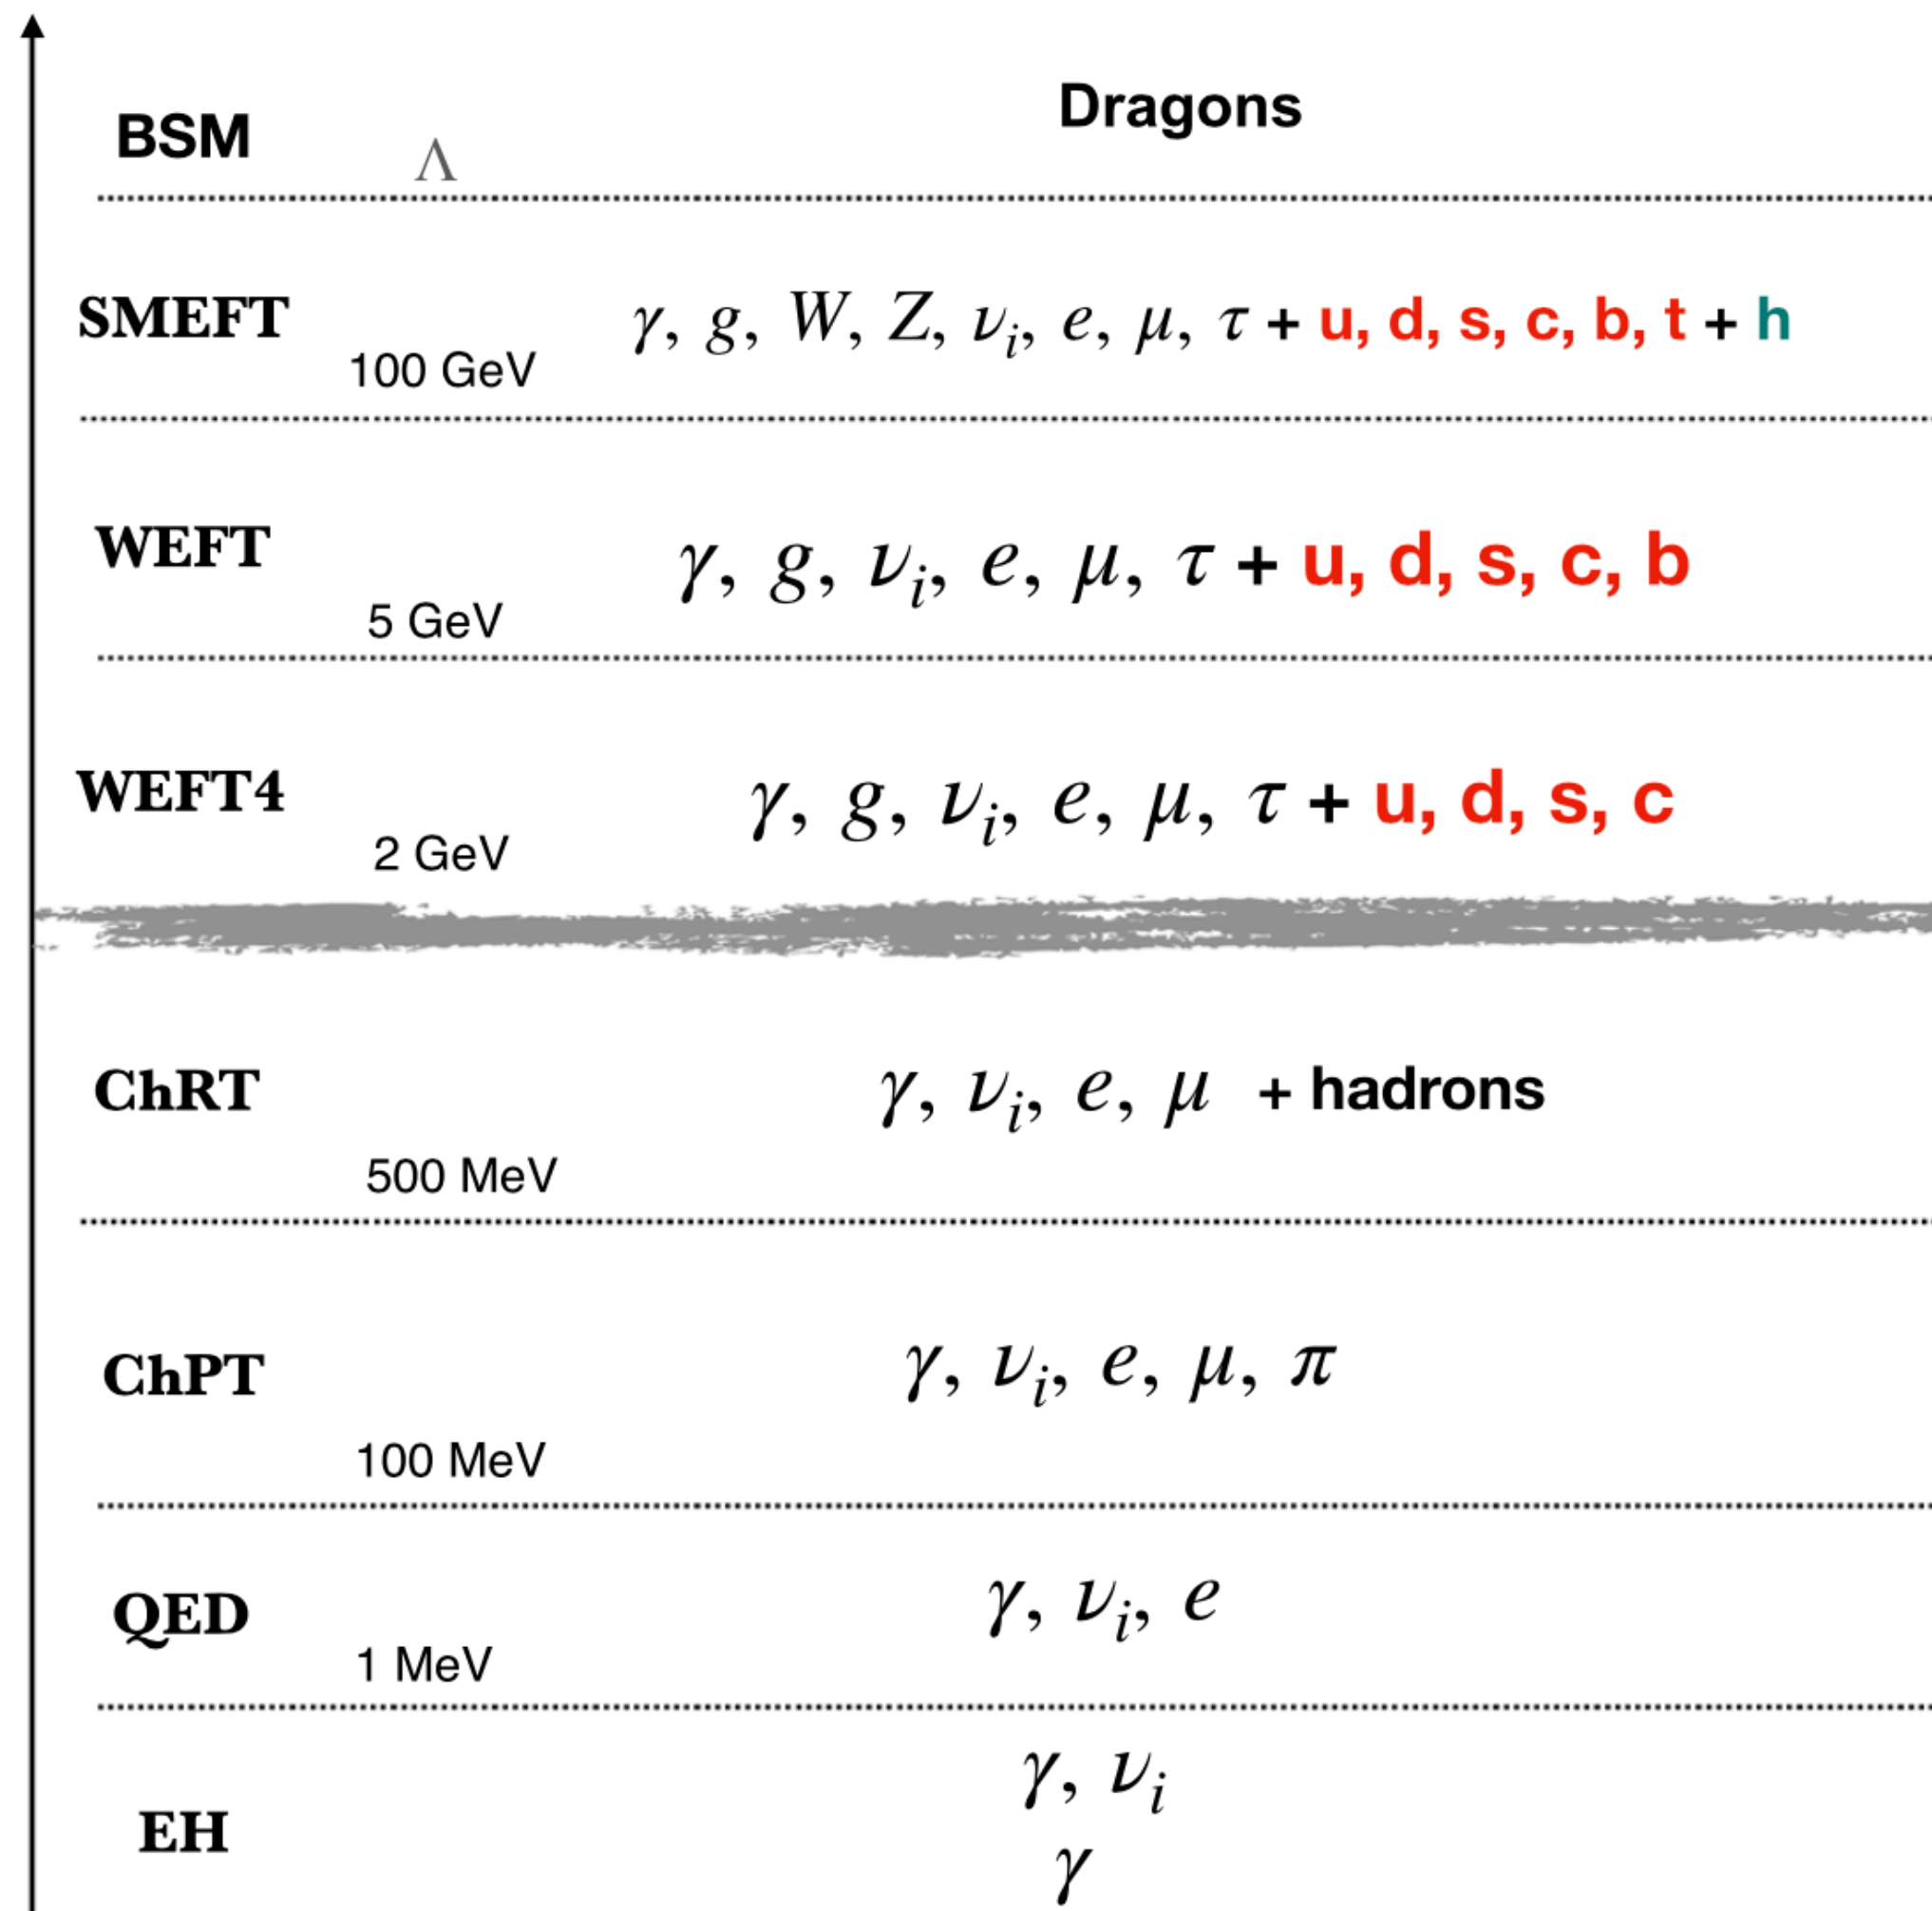 BSM Λ Dragons
SMEFT 100 GeV γ, g, W, Z, νi, e, μ, τ + u, d, s, c, b, t + h
WEFT 5 GeV γ, g, νi, e, μ, τ + u, d, s, c, b
WEFT4 2 GeV γ, g, νi, e, μ, τ + u, d, s, c
ChRT 500 MeV γ, νi, e, μ + hadrons
ChPT 100 MeV γ, νi, e, μ, π
QED 1 MeV γ, νi, e
γ, νi
EH
γ